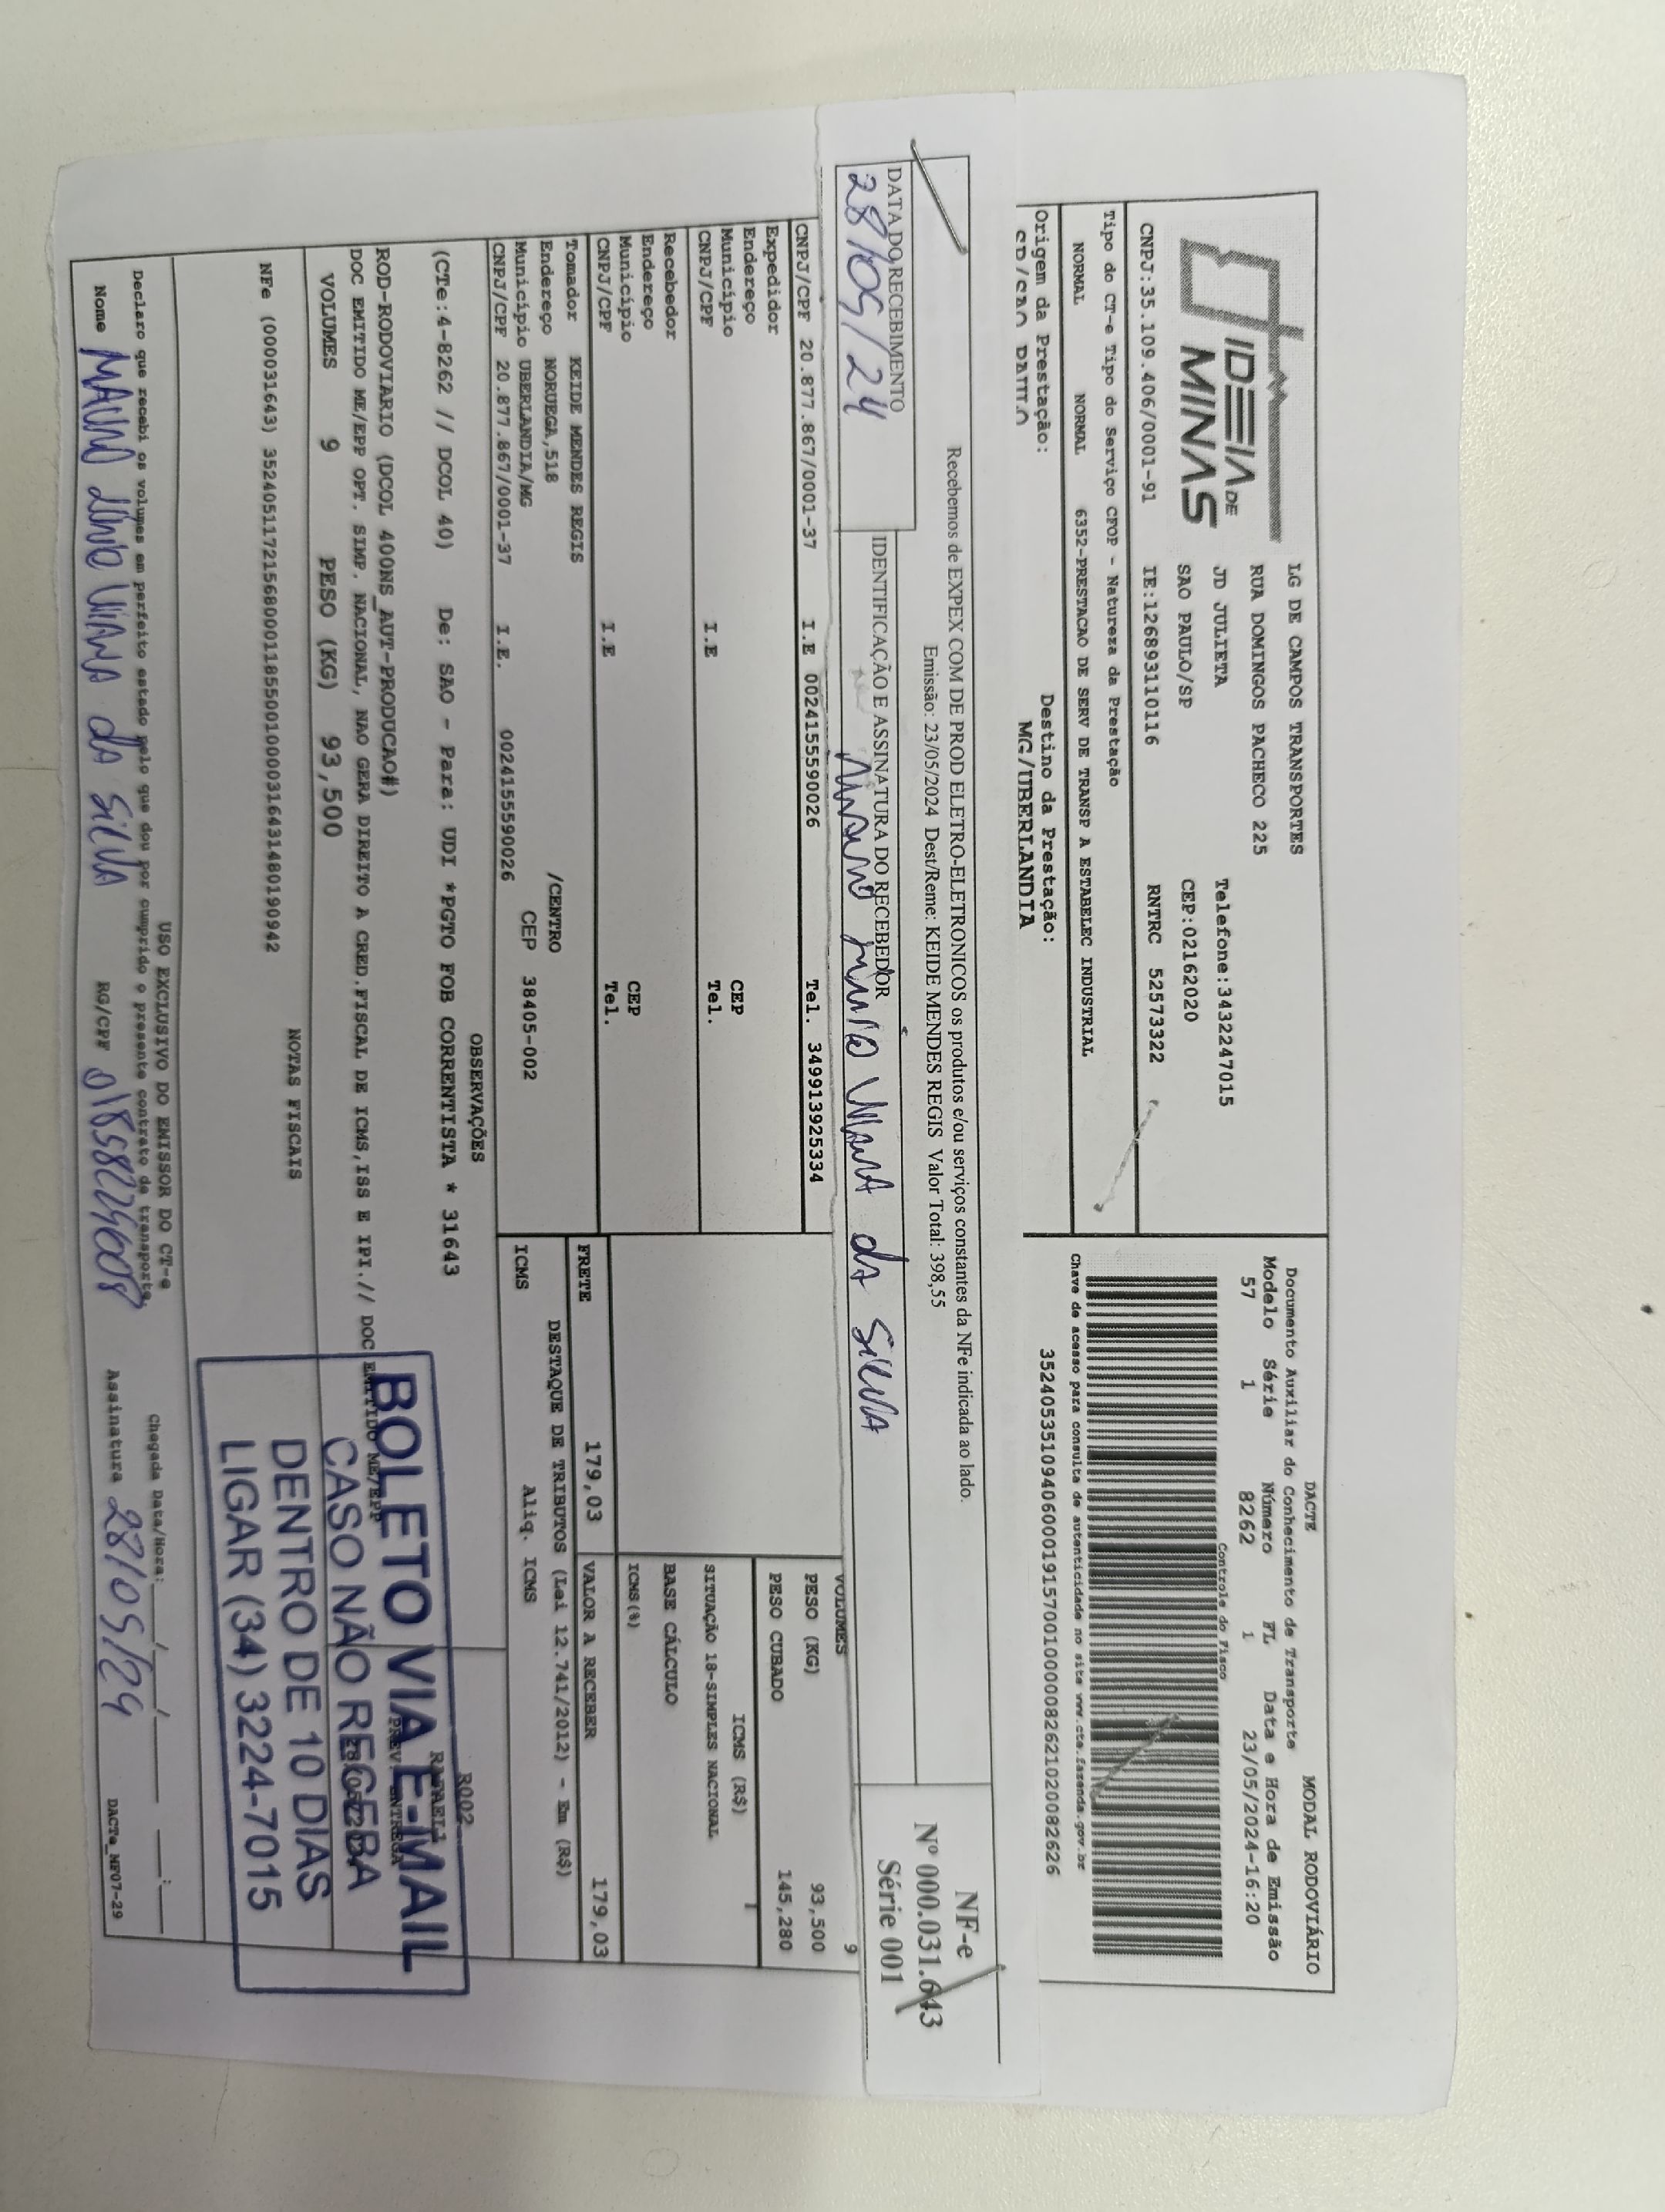 IDEIA DE
MINAS
LG DE CAMPOS TRANSPORTES
RUA DOMINGOS PACHECO 225
JD JULIETA Telefone:3432247015
SAO PAULO/SP CEP:02162020
CNPJ:35.109.406/0001-91 IE:126893110116 RNTRC 52573322
Tipo do CT-e Tipo do Serviço CFOP - Natureza da Prestação
NORMAL NORMAL 6352-PRESTACAO DE SERV DE TRANSP A ESTABELEC INDUSTRIAL
Origem da Prestação: Destino da Prestação:
SP/SAO PAULO MG/UBERLANDIA
DACTE MODAL RODOVIÁRIO
Documento Auxiliar do Conhecimento de Transporte
Modelo Série Número FL Data e Hora de Emissão
57 1 8262 1 23/05/2024-16:20
Controle do Fisco
Chave de acesso para consulta de autenticidade no site www.cte.fazenda.gov.br
35240535109406000191570010000082621020082626
Recebemos de EXPEX COM DE PROD ELETRO-ELETRONICOS os produtos e/ou serviços constantes da NFe indicada ao lado.
Emissão: 23/05/2024 Dest/Reme: KEIDE MENDES REGIS Valor Total: 398,55
DATA DO RECEBIMENTO IDENTIFICAÇÃO E ASSINATURA DO RECEBEDOR
28/05/24 da Silva
NF-e
Nº 000.031.643
Série 001
CNPJ/CPF 20.877.867/0001-37 I.E 0024155590026 Tel. 349913925334
Expedidor
Endereço
Município CEP
CNPJ/CPF I.E Tel.
Recebedor
Endereço
Município CEP
CNPJ/CPF I.E Tel.
Tomador KEIDE MENDES REGIS
Endereço NORUEGA,518 /CENTRO
Município UBERLANDIA/MG CEP 38405-002
CNPJ/CPF 20.877.867/0001-37 I.E. 0024155590026
VOLUMES 9
PESO (KG) 93,500
PESO CUBADO 145,280
ICMS (R$)
SITUAÇÃO 18-SIMPLES NACIONAL
BASE CÁLCULO
ICMS(%)
FRETE 179,03 VALOR A RECEBER 179,03
DESTAQUE DE TRIBUTOS (Lei 12.741/2012) - Em (R$)
ICMS Aliq. ICMS
OBSERVAÇÕES
(CTe:4-8262 // DCOL 40) De: SAO - Para: UDI *PGTO FOB CORRENTISTA * 31643
R002
ROD-RODOVIARIO (DCOL 400NS_AUT-PRODUCAO#)
DOC EMITIDO ME/EPP OPT. SIMP. NACIONAL, NAO GERA DIREITO A CRED.FISCAL DE ICMS,ISS E IPI.// DOC EMITIDO ME/EPP
PREV. ENTREGA
VOLUMES 9 PESO (KG) 93,500
NOTAS FISCAIS
NFe (000031643) 35240511721568000118550010000316431480190942
BOLETO VIA E-MAIL
CASO NÃO RECEBA
DENTRO DE 10 DIAS
LIGAR (34) 3224-7015
USO EXCLUSIVO DO EMISSOR DO CT-e
Declaro que recebi os volumes em perfeito estado pelo que dou por cumprido o presente contrato de transporte. Chegada Data/Hora: __/__/__ __:__
Nome da Silva RG/CPF 01858229608 Assinatura 28/05/24
DACTe_NF07-29